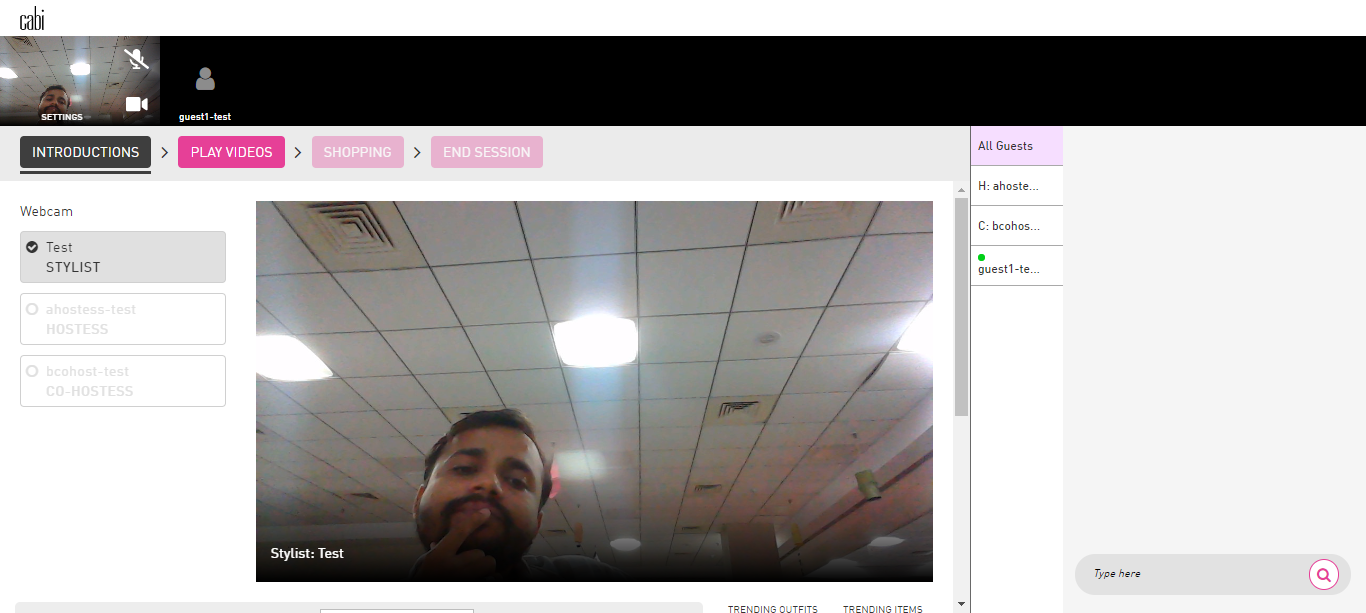 cabi
SETTINGS
guest1-test
INTRODUCTIONS
PLAY VIDEOS
SHOPPING
END SESSION
Webcam
Test
STYLIST
ahostess-test
HOSTESS
bcohost-test
CO-HOSTESS
Stylist: Test
TRENDING OUTFITS
TRENDING ITEMS
All Guests
H: ahoste...
C: bcohos...
guest1-te...
Type here